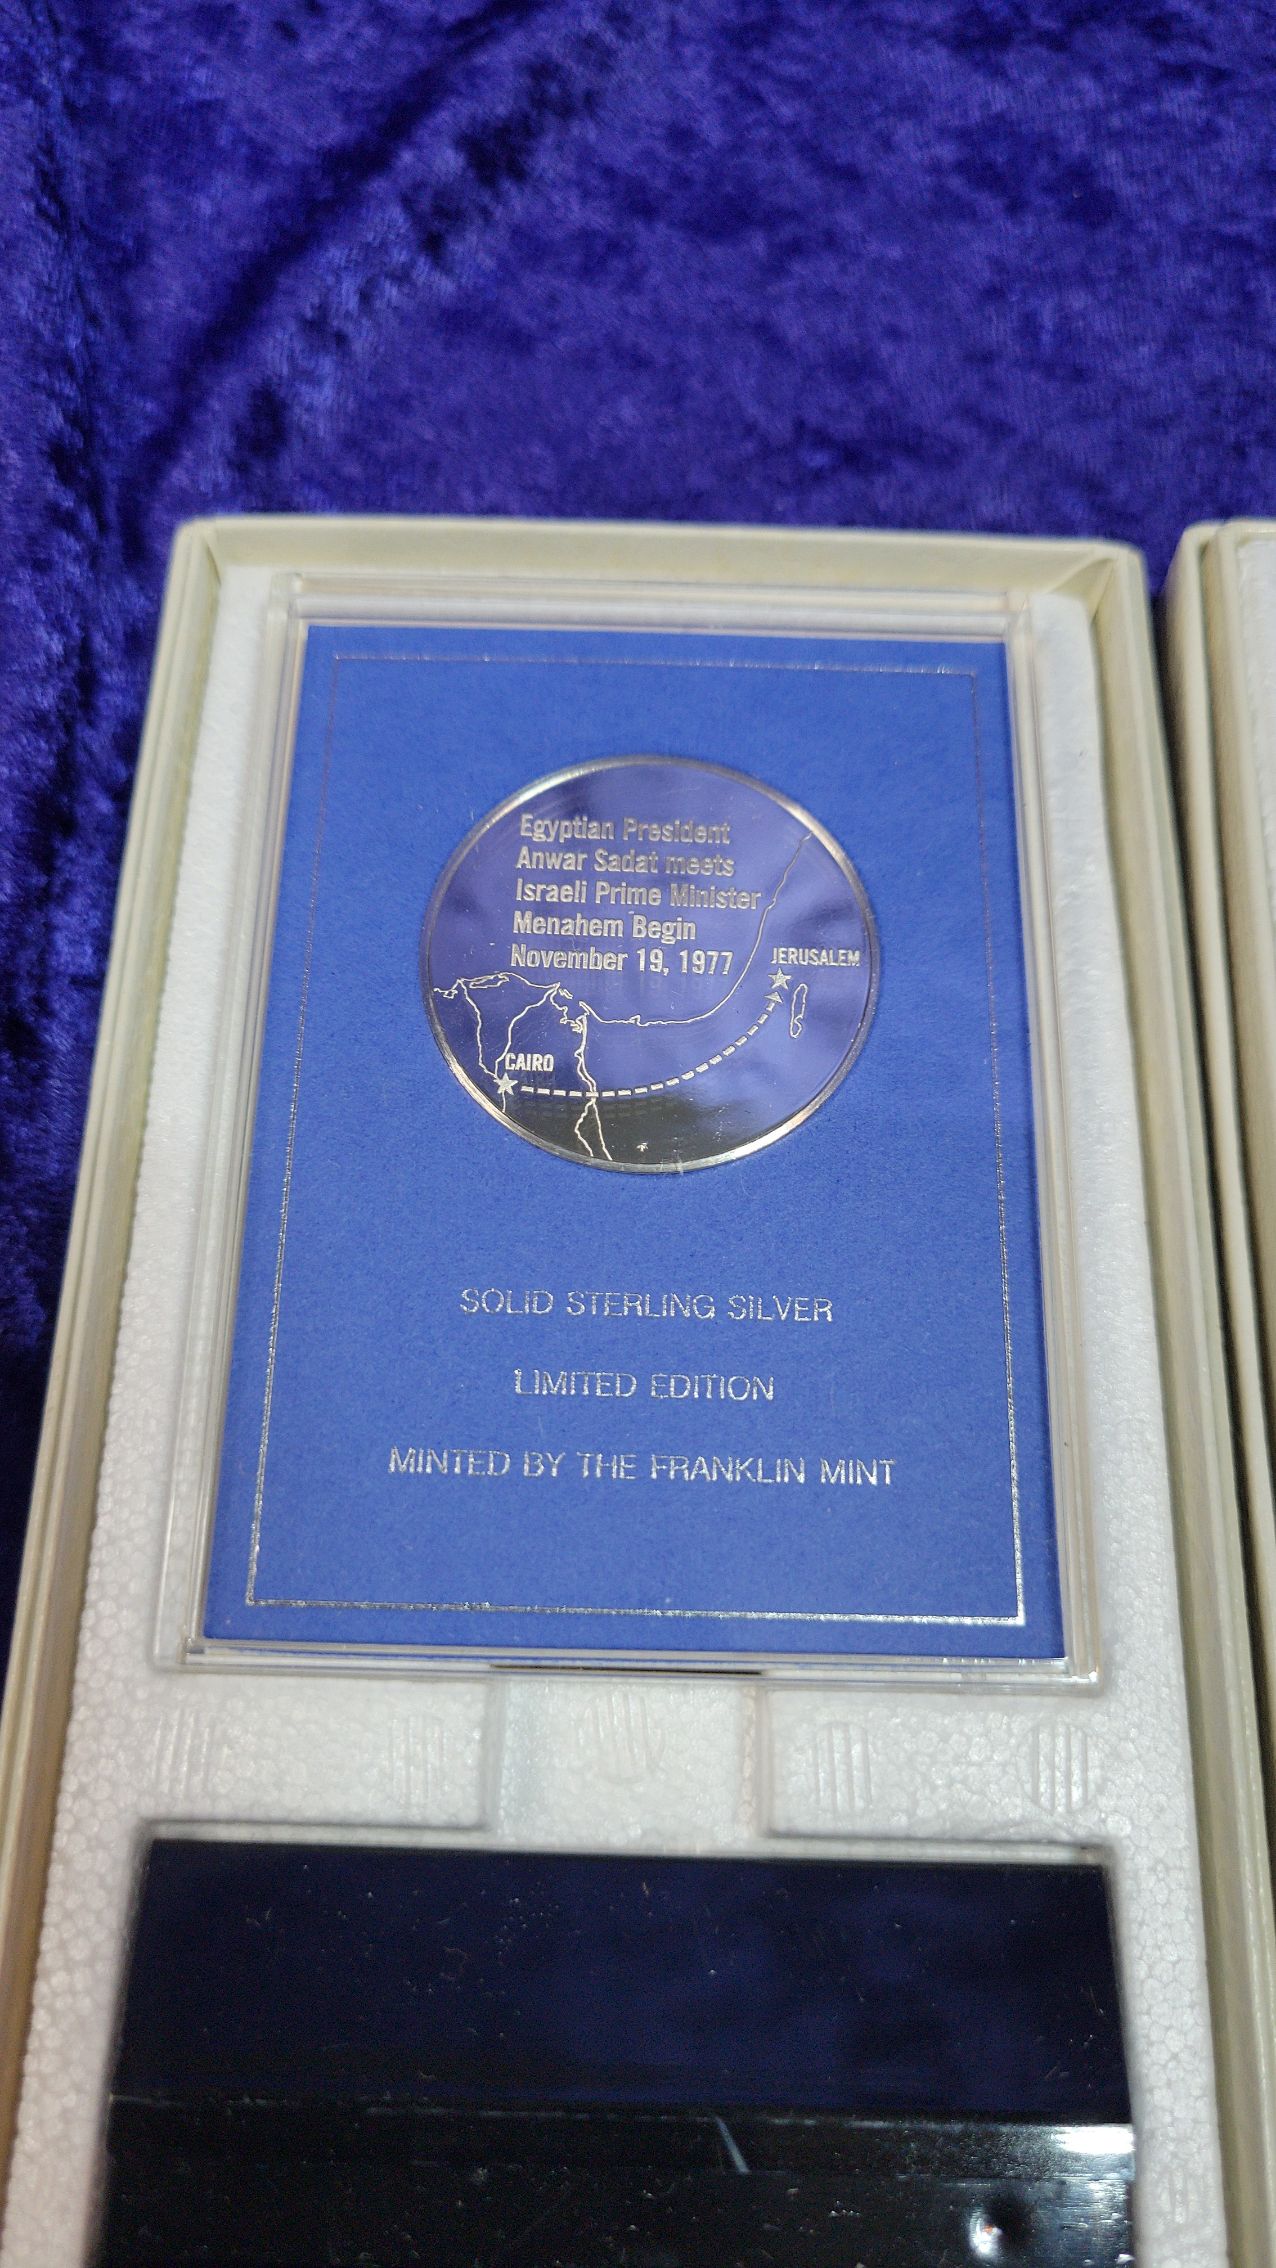 Egyptian President
Anwar Sadat meets
Israeli Prime Minister
Menahem Begin
November 19, 1977
JERUSALEM
CAIRO
SOLID STERLING SILVER
LIMITED EDITION
MINTED BY THE FRANKLIN MINT